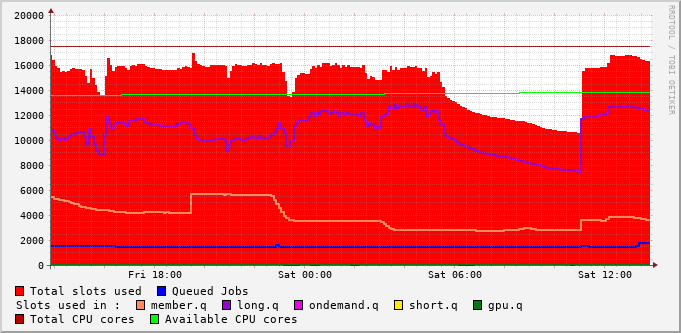 20000
18000
16000
14000
12000
10000
8000
6000
4000
2000
0
Fri 18:00 Sat 00:00 Sat 06:00 Sat 12:00
RRDTOOL / TOBI OETIKER
Total slots used Queued Jobs
Slots used in : member.q long.q ondemand.q short.q gpu.q
Total CPU cores Available CPU cores